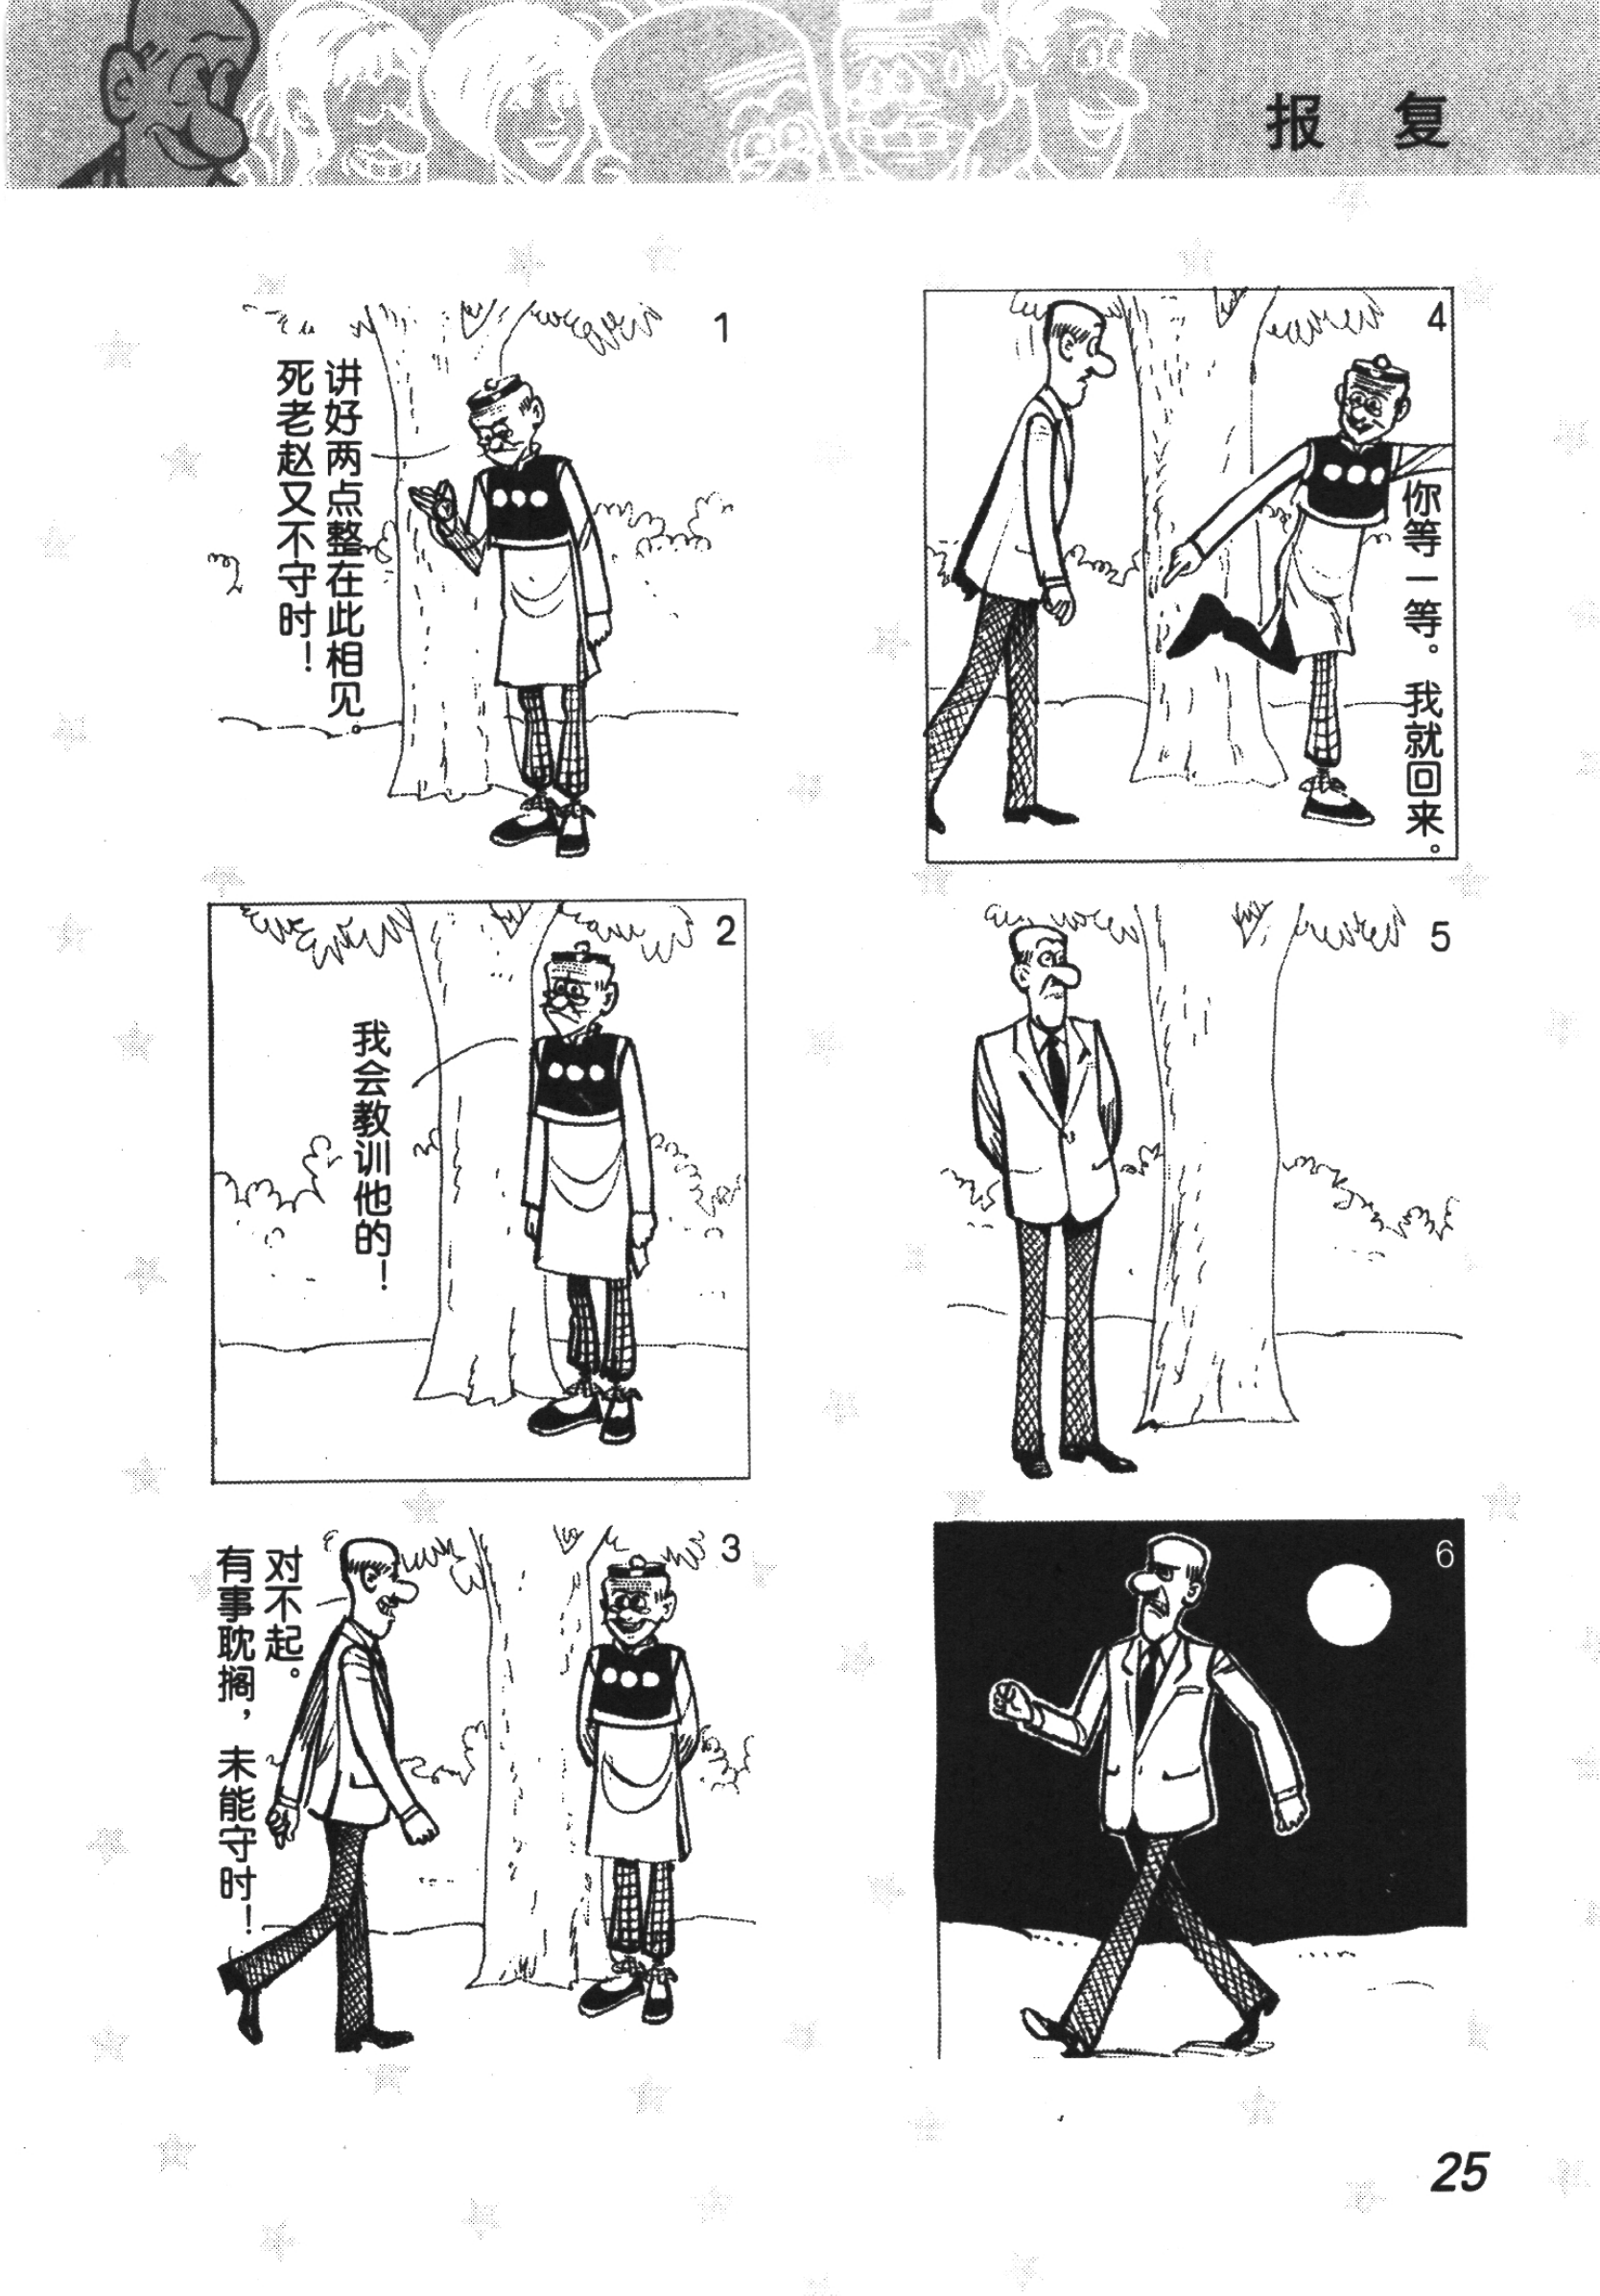 报 复
1
讲好两点整在此相见。
死老赵又不守时！
2
我会教训他的！
3
对不起。
有事耽搁，未能守时！
4
你等一等。我就回来。
5
6
25